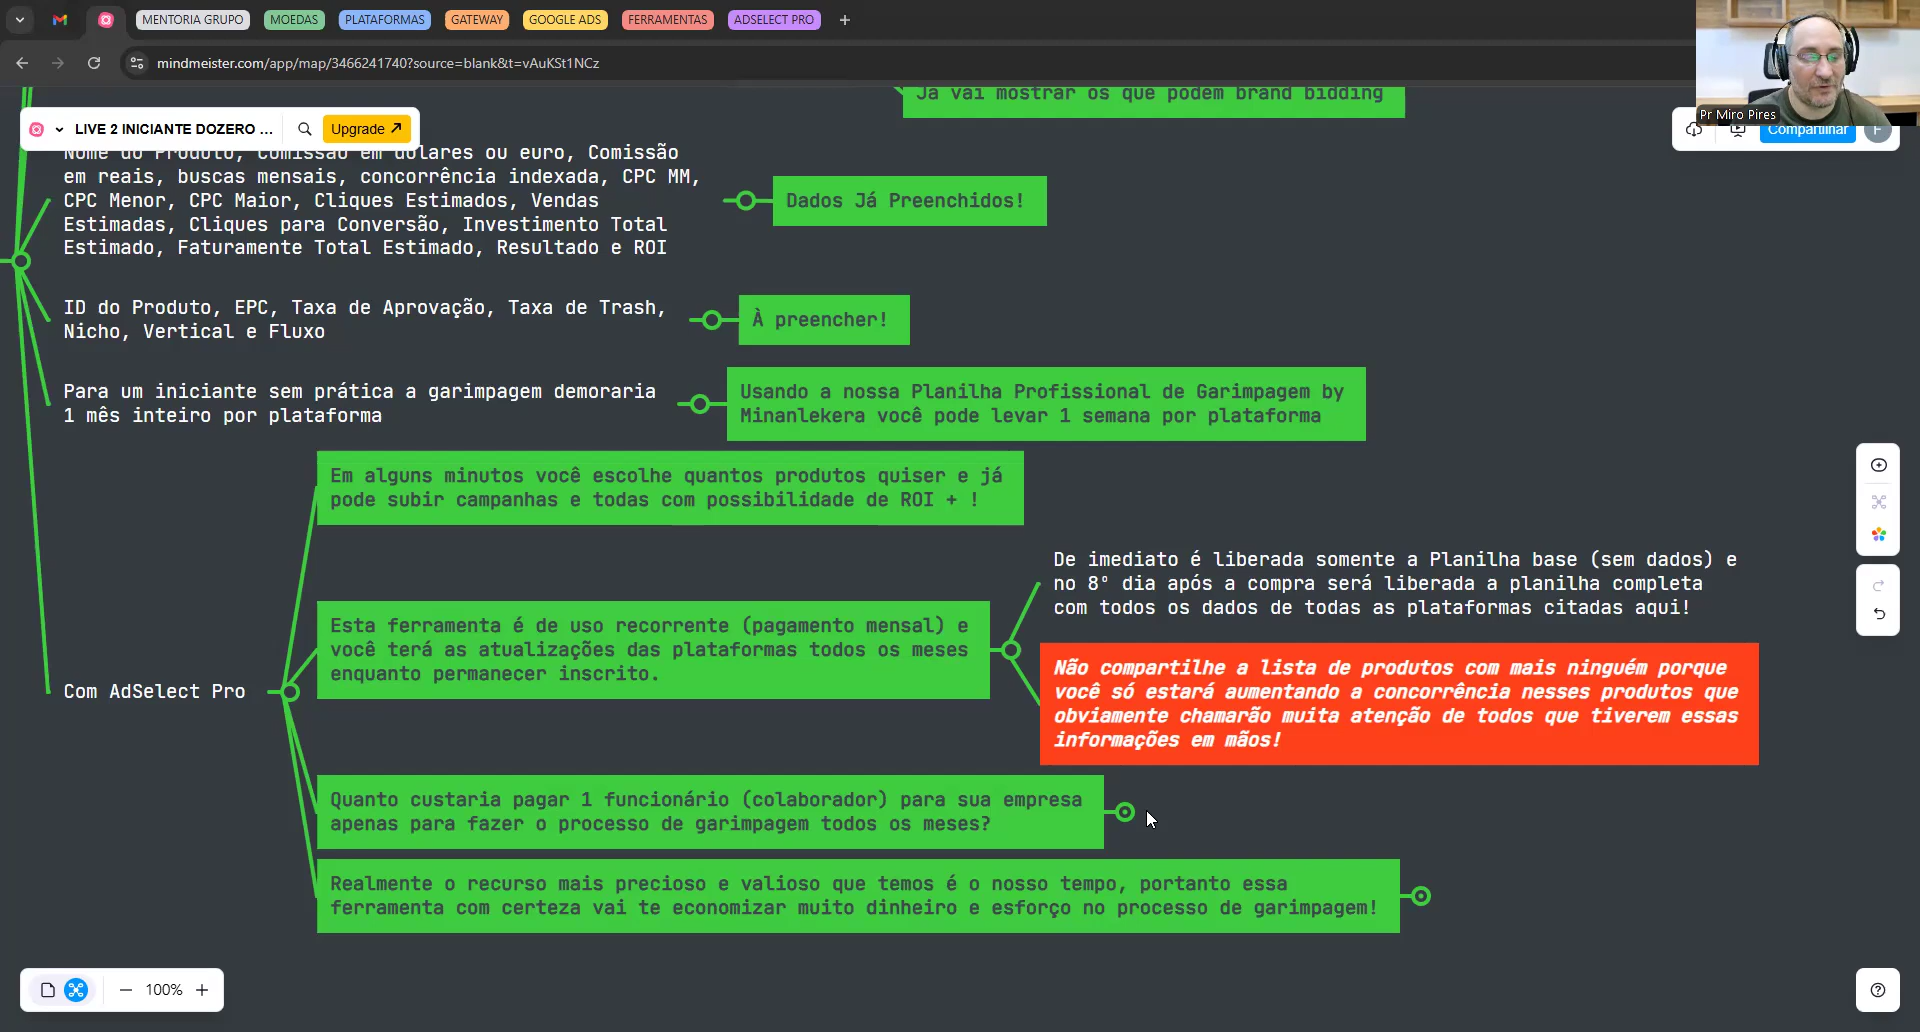 MENTORIA GRUPO
MOEDAS
PLATAFORMAS
GATEWAY
GOOGLE ADS
FERRAMENTAS
ADSELECT PRO
mindmeister.com/app/map/3466241740?source=blank&t=vAuKSt1NCz
Pr Miro Pires
Já vai mostrar os que podem brand bidding
LIVE 2 INICIANTE DOZERO ...
Upgrade
Compartilhar
F
Nome do Produto, Comissão em dólares ou euro, Comissão
em reais, buscas mensais, concorrência indexada, CPC MM,
CPC Menor, CPC Maior, Cliques Estimados, Vendas
Estimadas, Cliques para Conversão, Investimento Total
Estimado, Faturamente Total Estimado, Resultado e ROI
Dados Já Preenchidos!
ID do Produto, EPC, Taxa de Aprovação, Taxa de Trash,
Nicho, Vertical e Fluxo
À preencher!
Para um iniciante sem prática a garimpagem demoraria
1 mês inteiro por plataforma
Usando a nossa Planilha Profissional de Garimpagem by
Minanlekera você pode levar 1 semana por plataforma
Com AdSelect Pro
Em alguns minutos você escolhe quantos produtos quiser e já
pode subir campanhas e todas com possibilidade de ROI + !
Esta ferramenta é de uso recorrente (pagamento mensal) e
você terá as atualizações das plataformas todos os meses
enquanto permanecer inscrito.
De imediato é liberada somente a Planilha base (sem dados) e
no 8º dia após a compra será liberada a planilha completa
com todos os dados de todas as plataformas citadas aqui!
Não compartilhe a lista de produtos com mais ninguém porque
você só estará aumentando a concorrência nesses produtos que
obviamente chamarão muita atenção de todos que tiverem essas
informações em mãos!
Quanto custaria pagar 1 funcionário (colaborador) para sua empresa
apenas para fazer o processo de garimpagem todos os meses?
Realmente o recurso mais precioso e valioso que temos é o nosso tempo, portanto essa
ferramenta com certeza vai te economizar muito dinheiro e esforço no processo de garimpagem!
100%